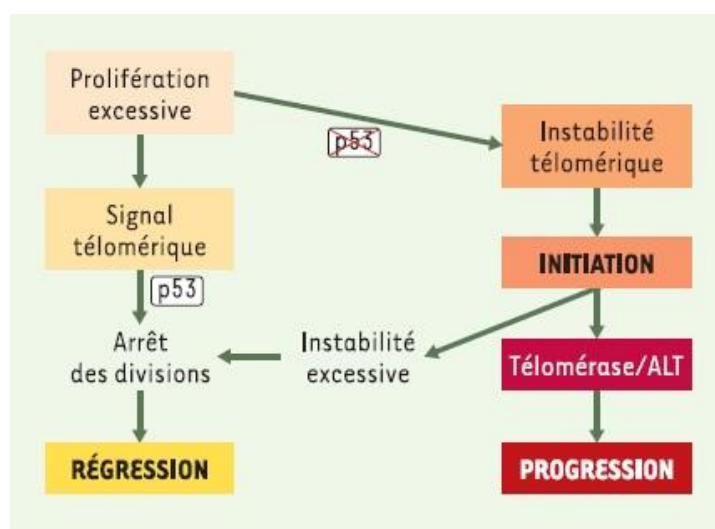 Prolifération
excessive
p53
Instabilité
télomérique
Signal
télomérique
INITIATION
p53
Arrêt
des divisions
Instabilité
excessive
Télomérase/ALT
RÉGRESSION
PROGRESSION